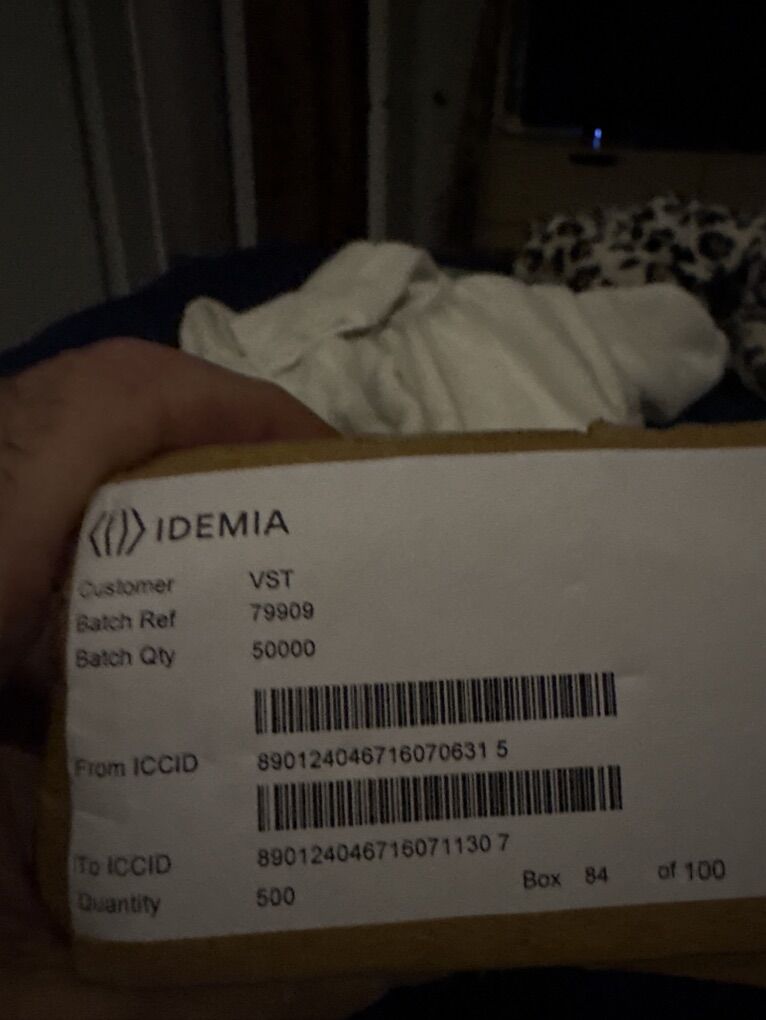 IDEMIA
Customer VST
Batch Ref 79909
Batch Qty 50000
From ICCID 890124046716070631 5
To ICCID 890124046716071130 7
Quantity 500 Box 84 of 100